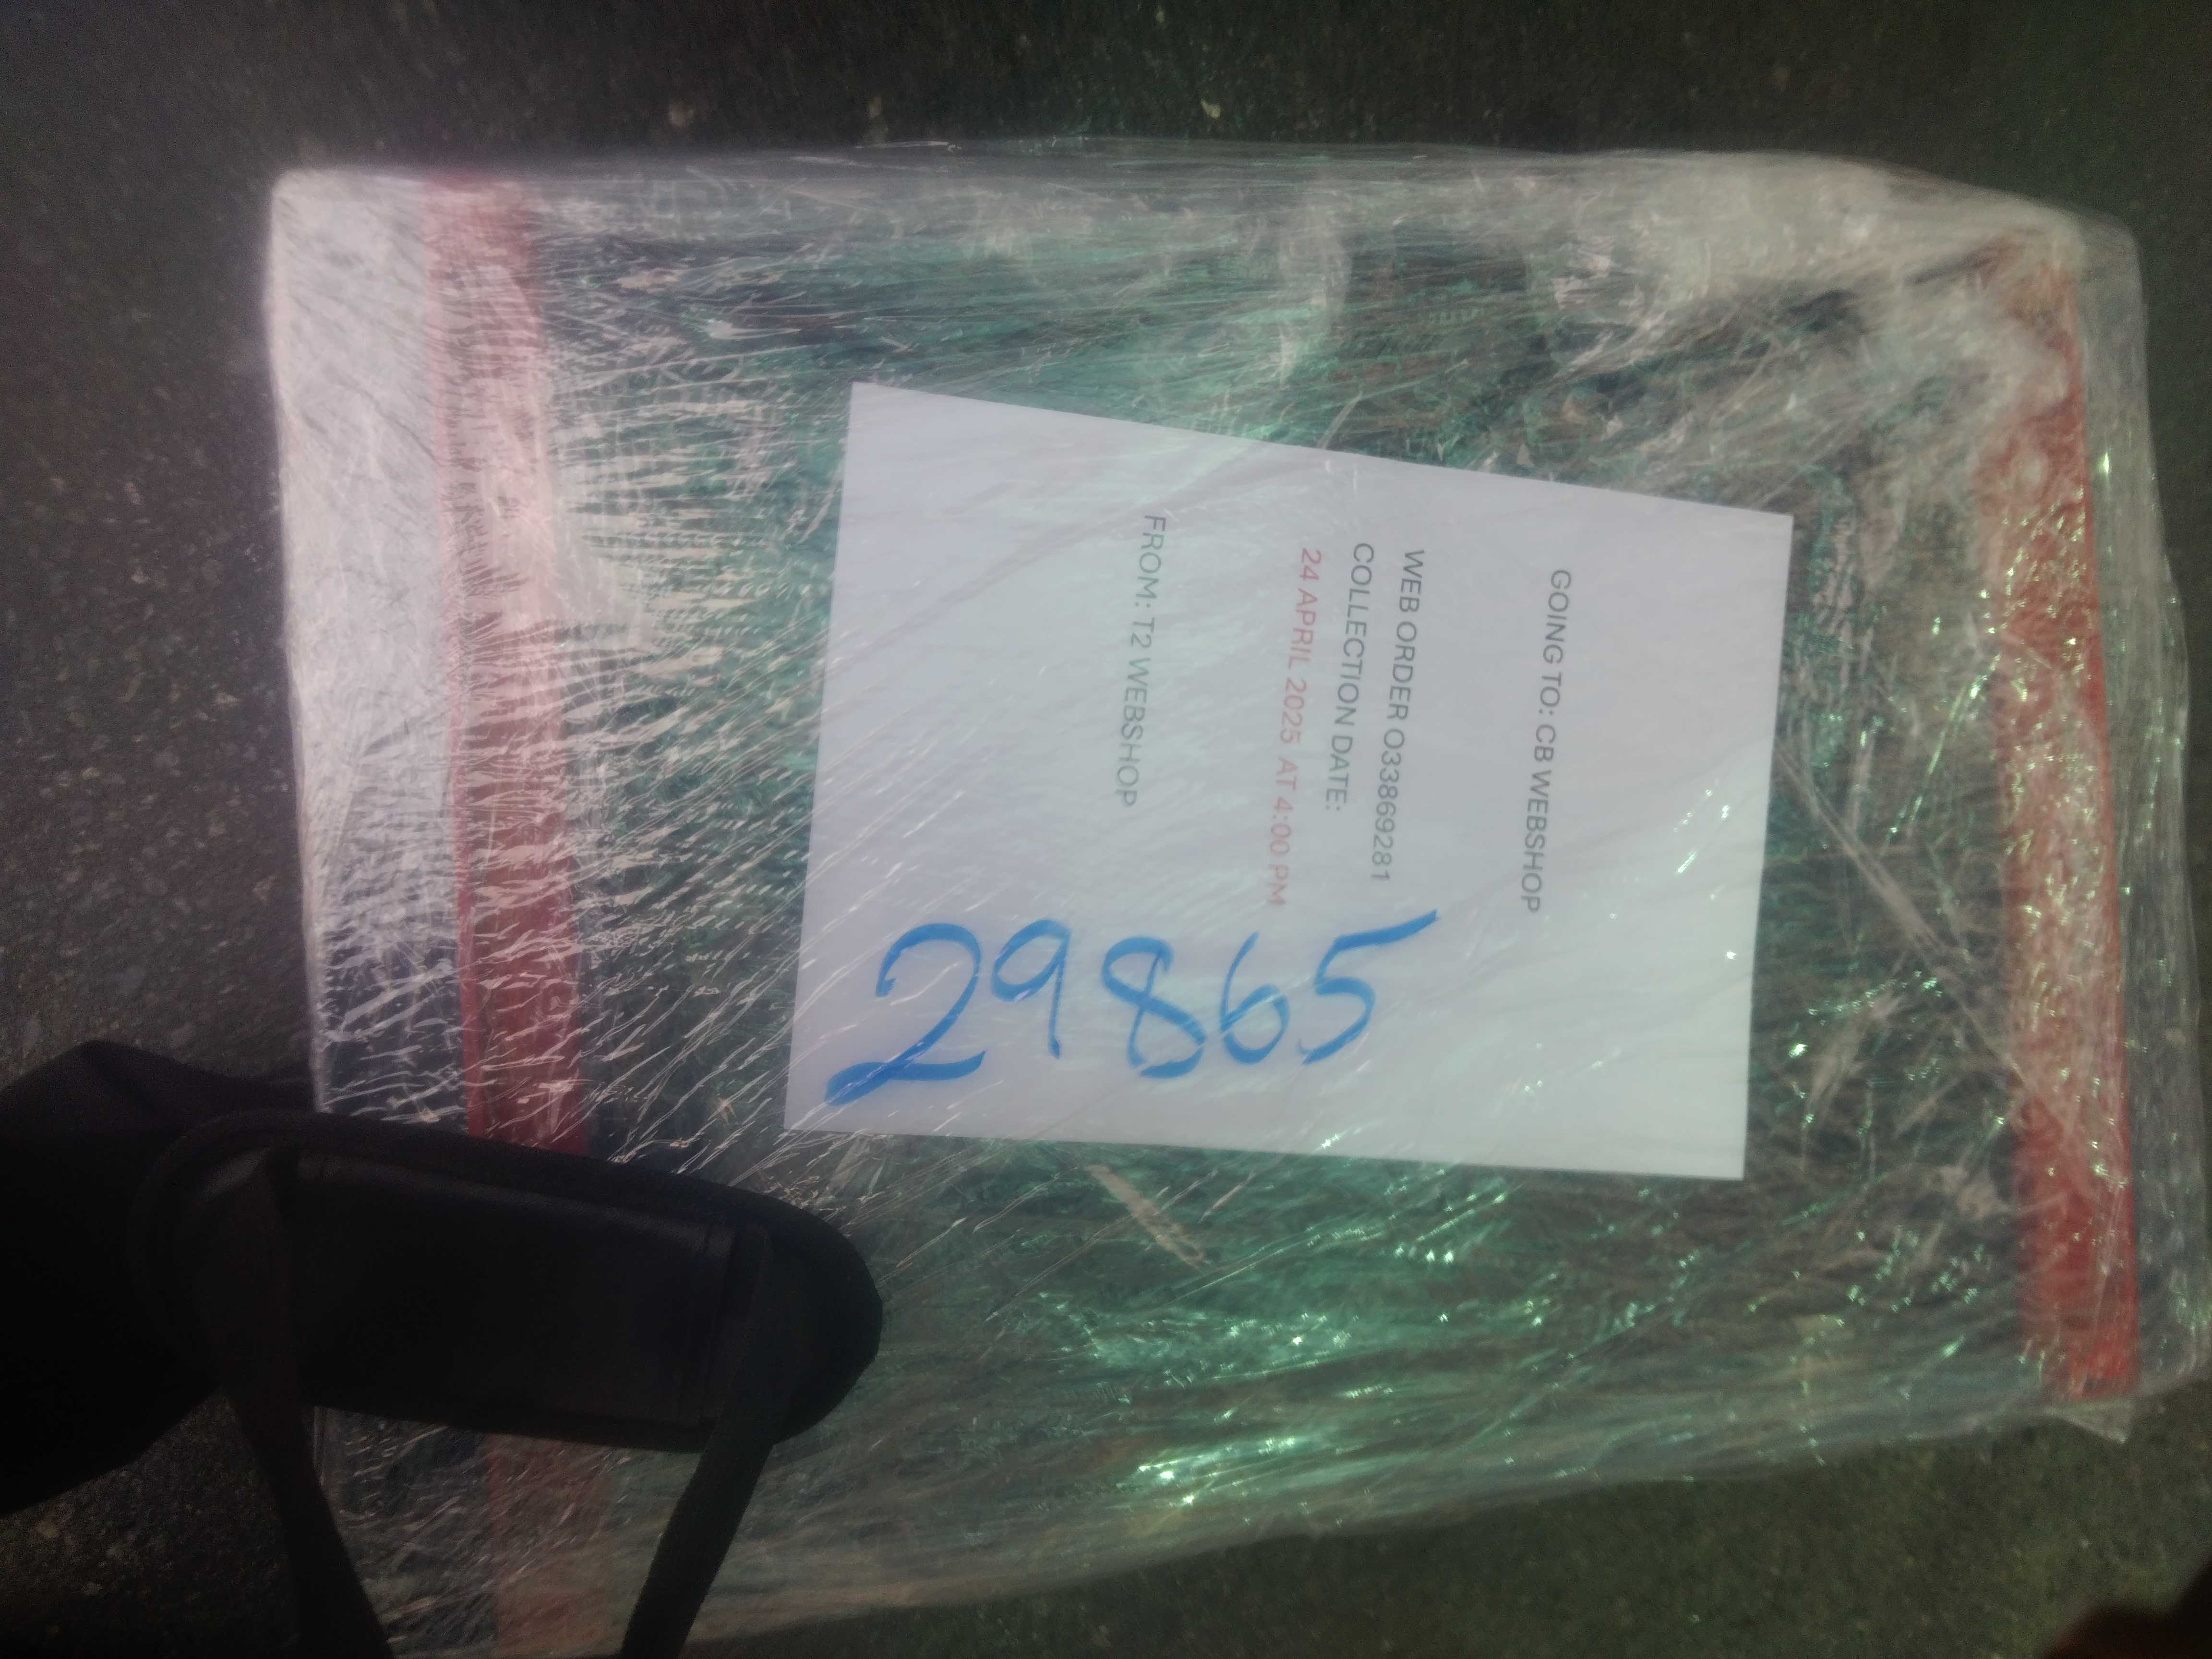 GOING TO: CB WEBSHOP
WEB ORDER O338692281
COLLECTION DATE:
24 APRIL 2025 AT 4:00 PM
FROM: T2 WEBSHOP
29865